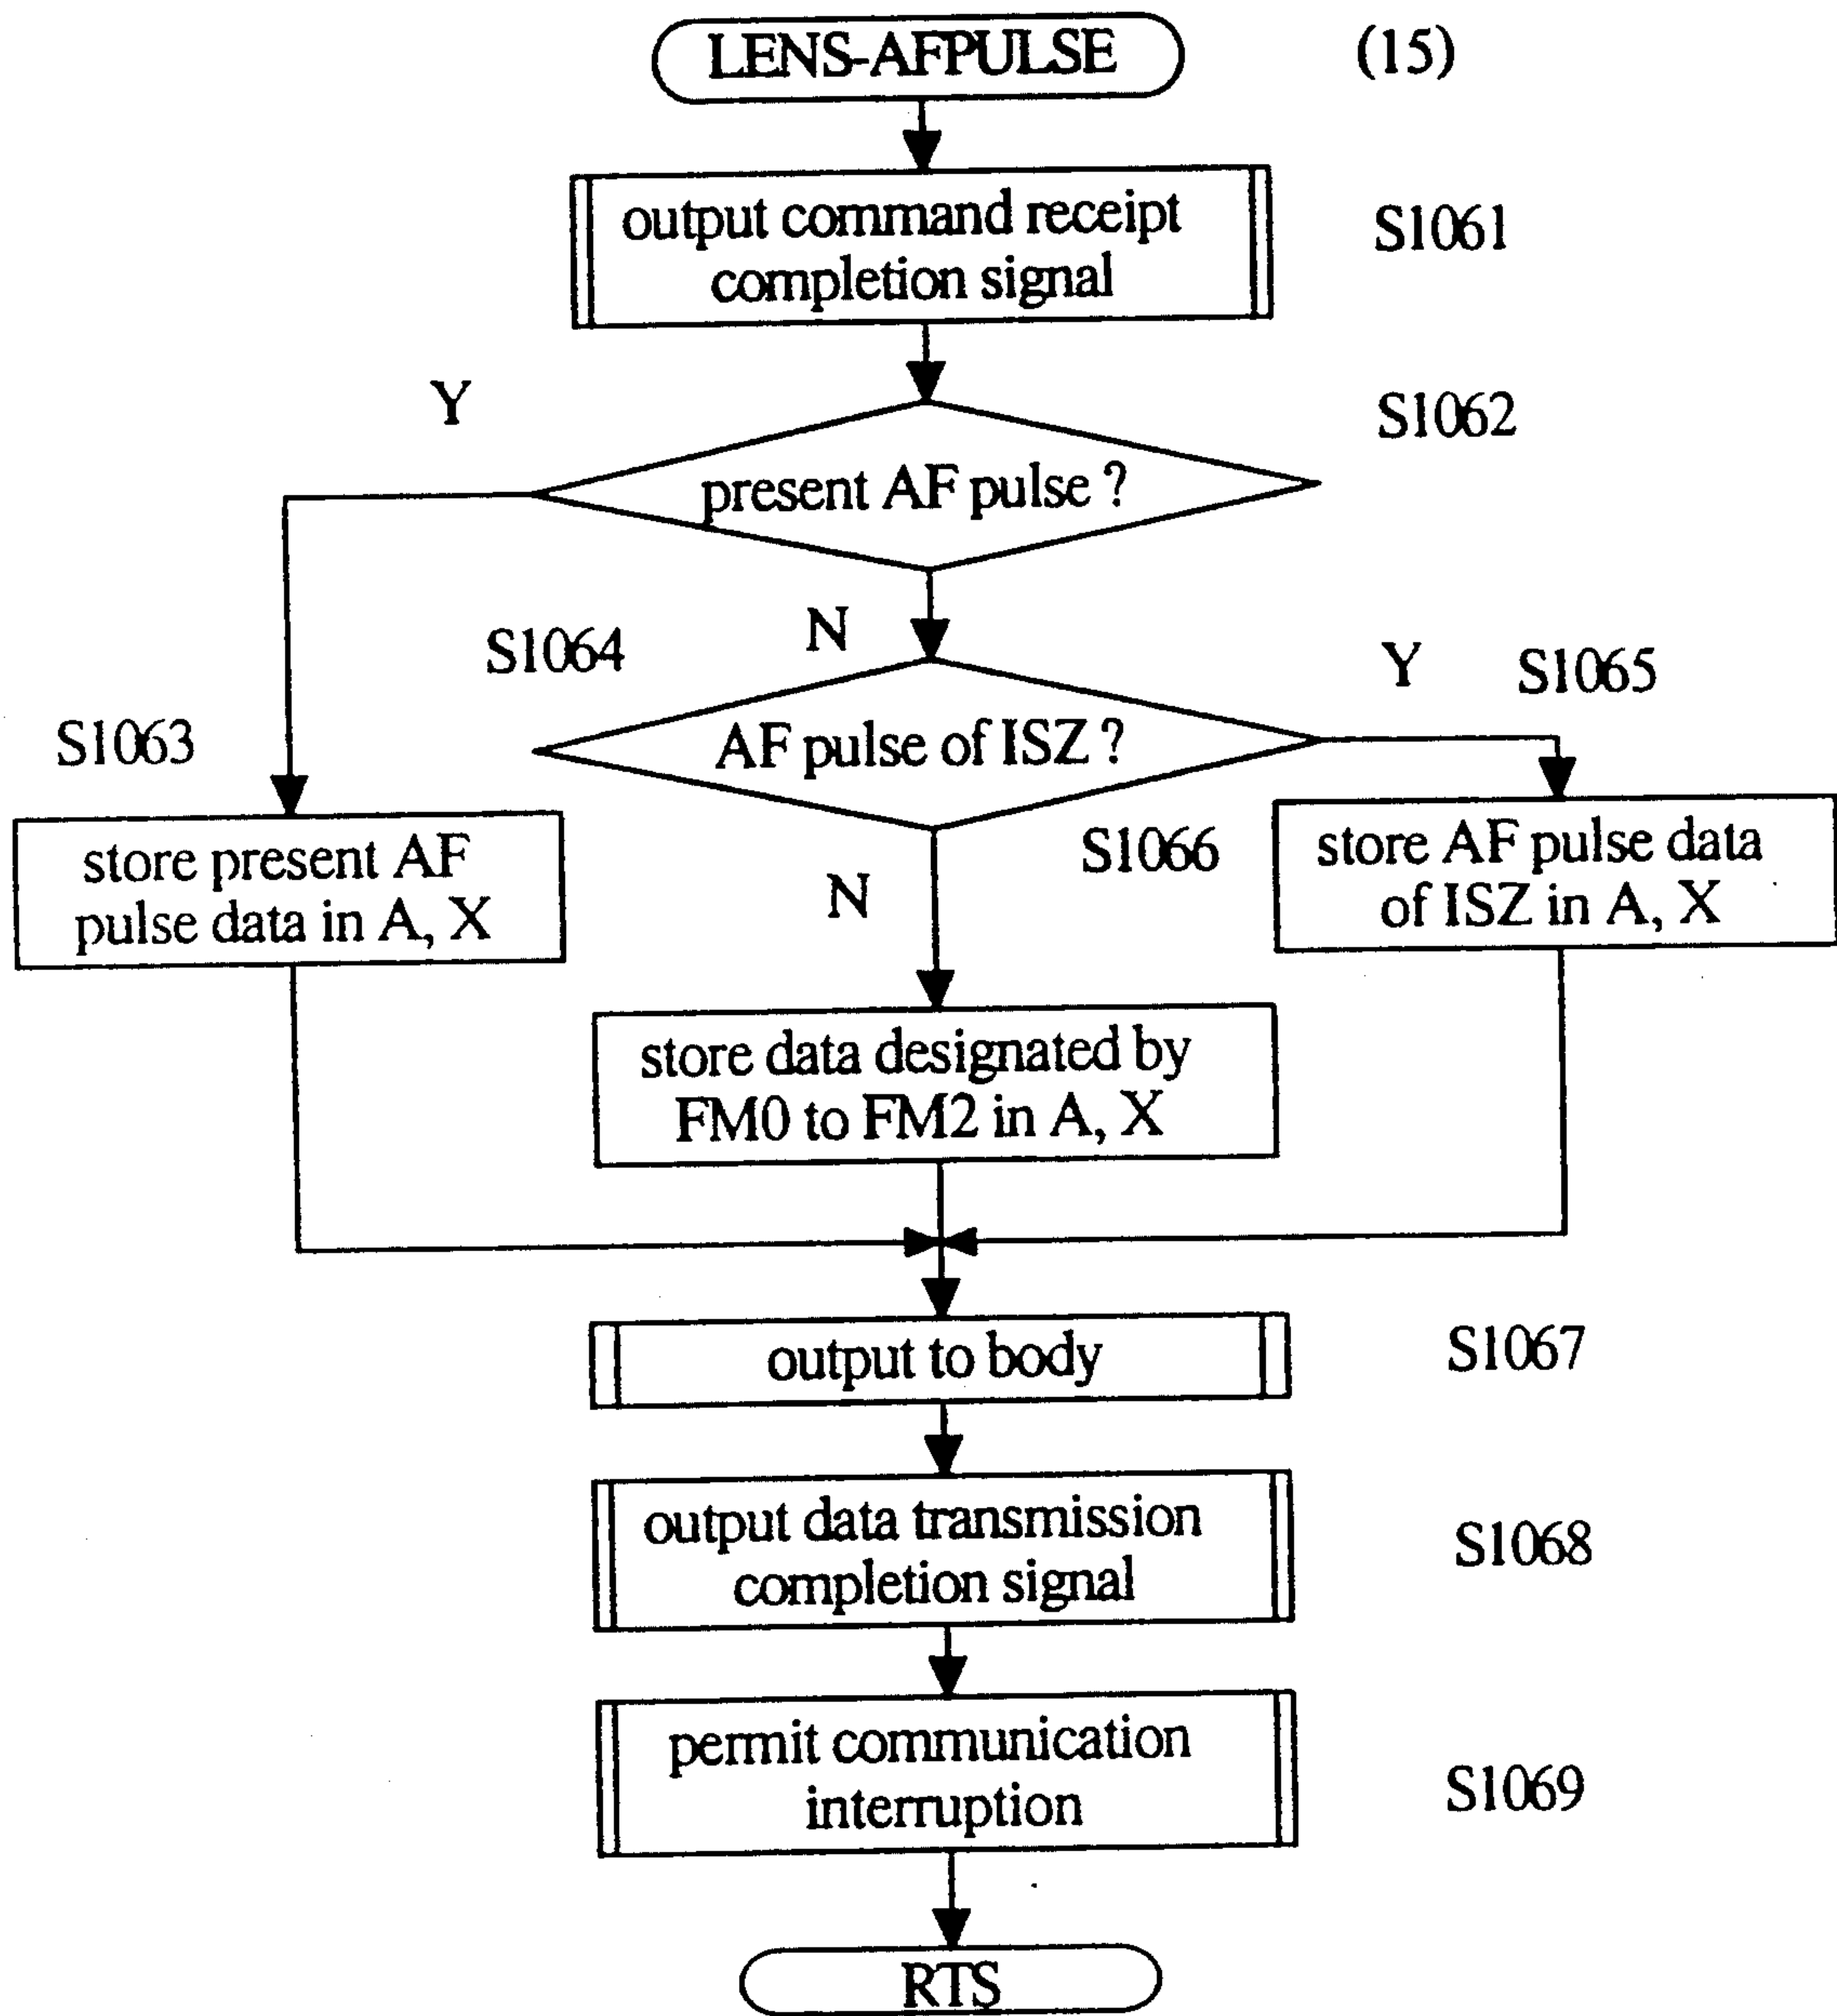 LENS-AFPULSE
(15)
output command receipt
completion signal
S1061
Y
S1062
present AF pulse ?
N
S1064
Y
S1065
S1063
AF pulse of ISZ ?
store present AF
pulse data in A, X
N
S1066
store AF pulse data
of ISZ in A, X
store data designated by
FM0 to FM2 in A, X
output to body
S1067
output data transmission
completion signal
S1068
permit communication
interruption
S1069
RTS